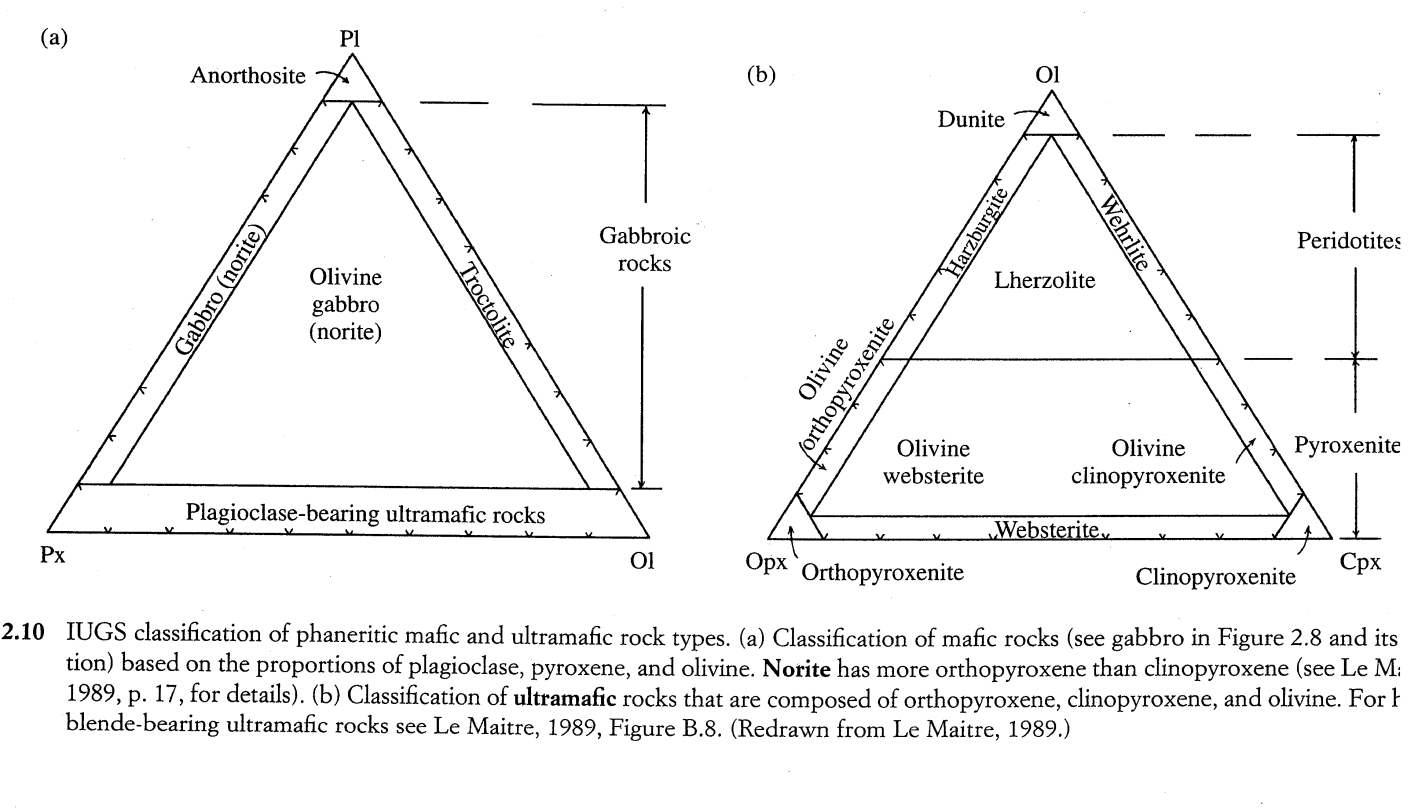 (a)
Pl
Anorthosite
Gabbro (norite)
Olivine
gabbro
(norite)
Troctolite
Gabbroic
rocks
Plagioclase-bearing ultramafic rocks
Px
Ol
(b)
Ol
Dunite
Harzburgite
Wehrlite
Peridotites
Lherzolite
Olivine
orthopyroxenite
Olivine
websterite
Olivine
clinopyroxenite
Pyroxenite
Websterite
Opx
Orthopyroxenite
Clinopyroxenite
Cpx
2.10 IUGS classification of phaneritic mafic and ultramafic rock types. (a) Classification of mafic rocks (see gabbro in Figure 2.8 and its
tion) based on the proportions of plagioclase, pyroxene, and olivine. Norite has more orthopyroxene than clinopyroxene (see Le
1989, p. 17, for details). (b) Classification of ultramafic rocks that are composed of orthopyroxene, clinopyroxene, and olivine. For
blende-bearing ultramafic rocks see Le Maitre, 1989, Figure B.8. (Redrawn from Le Maitre, 1989.)